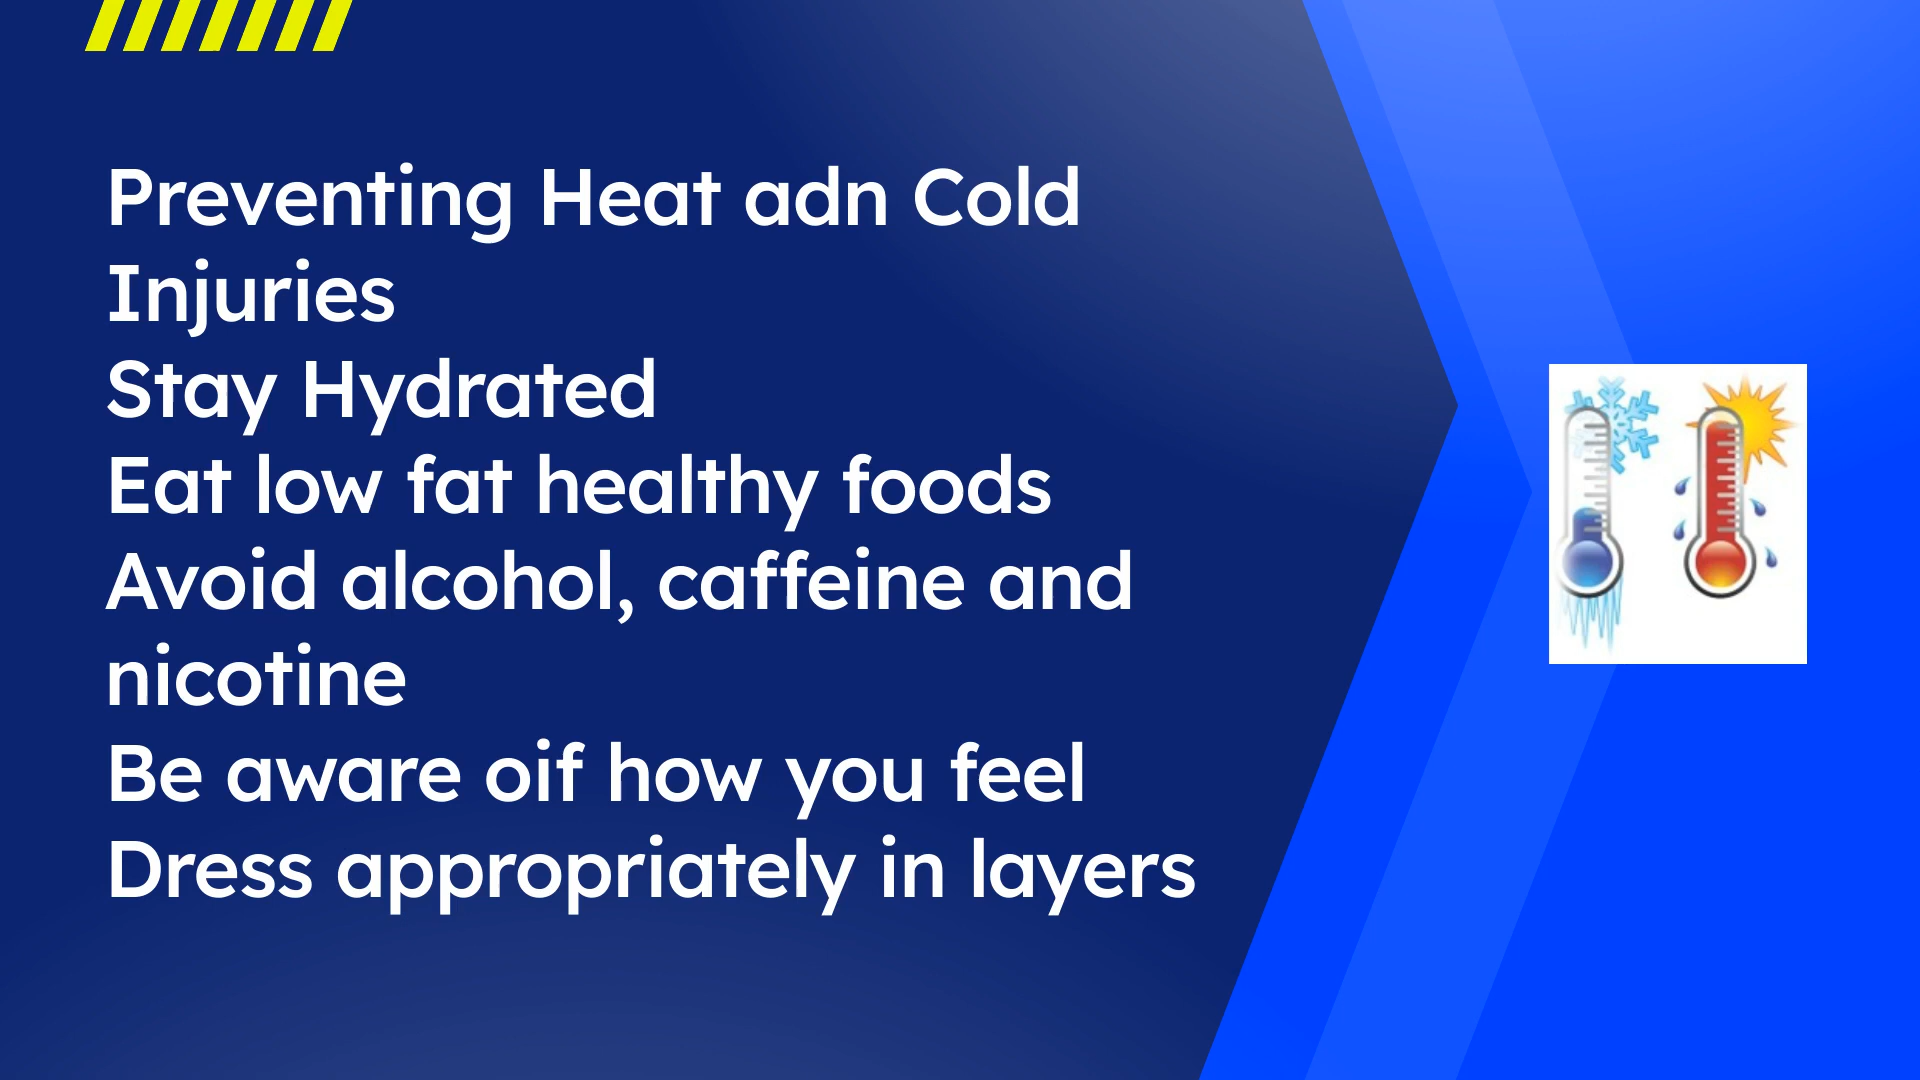 Preventing Heat adn Cold
Injuries
Stay Hydrated
Eat low fat healthy foods
Avoid alcohol, caffeine and
nicotine
Be aware oif how you feel
Dress appropriately in layers